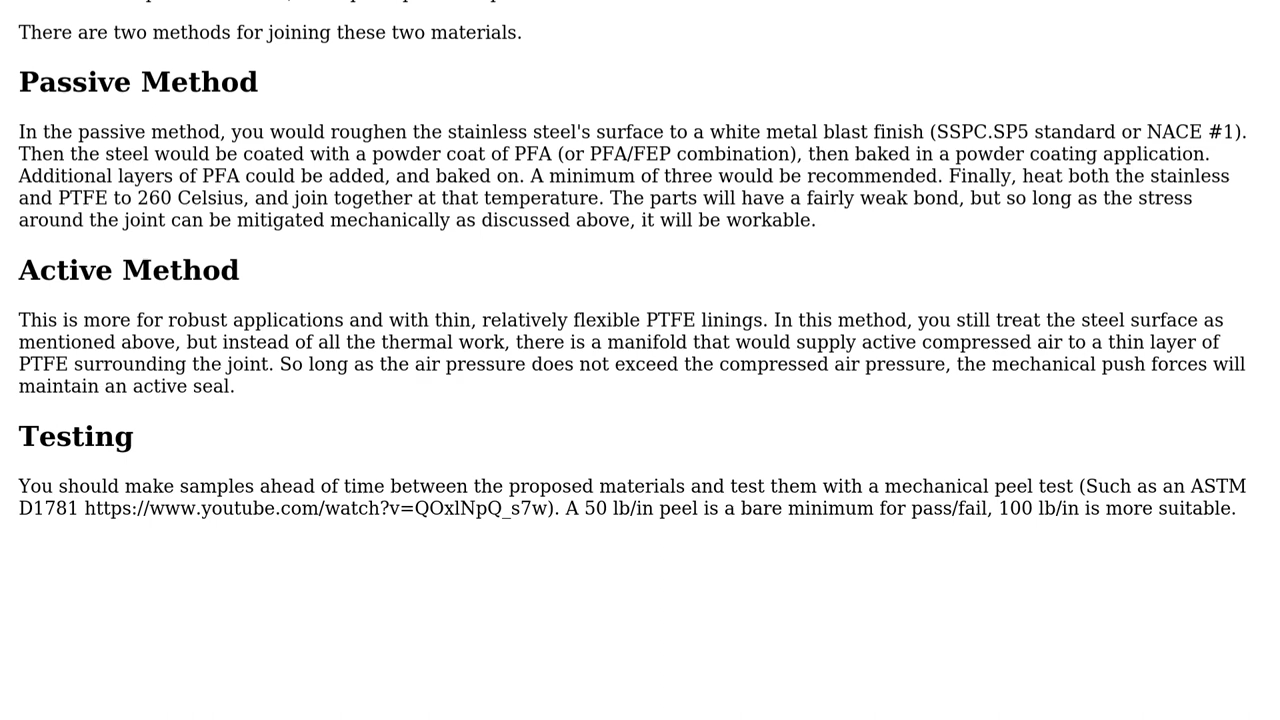 There are two methods for joining these two materials.
Passive Method
In the passive method, you would roughen the stainless steel's surface to a white metal blast finish (SSPC.SP5 standard or NACE #1).
Then the steel would be coated with a powder coat of PFA (or PFA/FEP combination), then baked in a powder coating application.
Additional layers of PFA could be added, and baked on. A minimum of three would be recommended. Finally, heat both the stainless
and PTFE to 260 Celsius, and join together at that temperature. The parts will have a fairly weak bond, but so long as the stress
around the joint can be mitigated mechanically as discussed above, it will be workable.
Active Method
This is more for robust applications and with thin, relatively flexible PTFE linings. In this method, you still treat the steel surface as
mentioned above, but instead of all the thermal work, there is a manifold that would supply active compressed air to a thin layer of
PTFE surrounding the joint. So long as the air pressure does not exceed the compressed air pressure, the mechanical push forces will
maintain an active seal.
Testing
You should make samples ahead of time between the proposed materials and test them with a mechanical peel test (Such as an ASTM
D1781 https://www.youtube.com/watch?v=QOxlNpQ_s7w). A 50 lb/in peel is a bare minimum for pass/fail, 100 lb/in is more suitable.